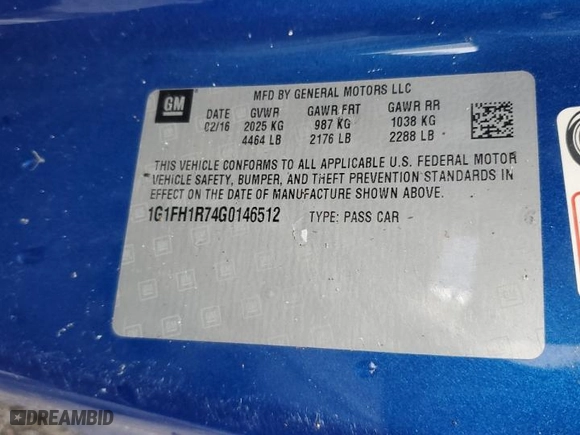 GM
MFD BY GENERAL MOTORS LLC
DATE GVWR GAWR FRT GAWR RR
02/16 2025 KG 987 KG 1038 KG
4464 LB 2176 LB 2288 LB
THIS VEHICLE CONFORMS TO ALL APPLICABLE U.S. FEDERAL MOTOR
VEHICLE SAFETY, BUMPER, AND THEFT PREVENTION STANDARDS IN
EFFECT ON THE DATE OF MANUFACTURE SHOWN ABOVE.
1G1FH1R74G0146512 TYPE: PASS CAR
DREAMBID